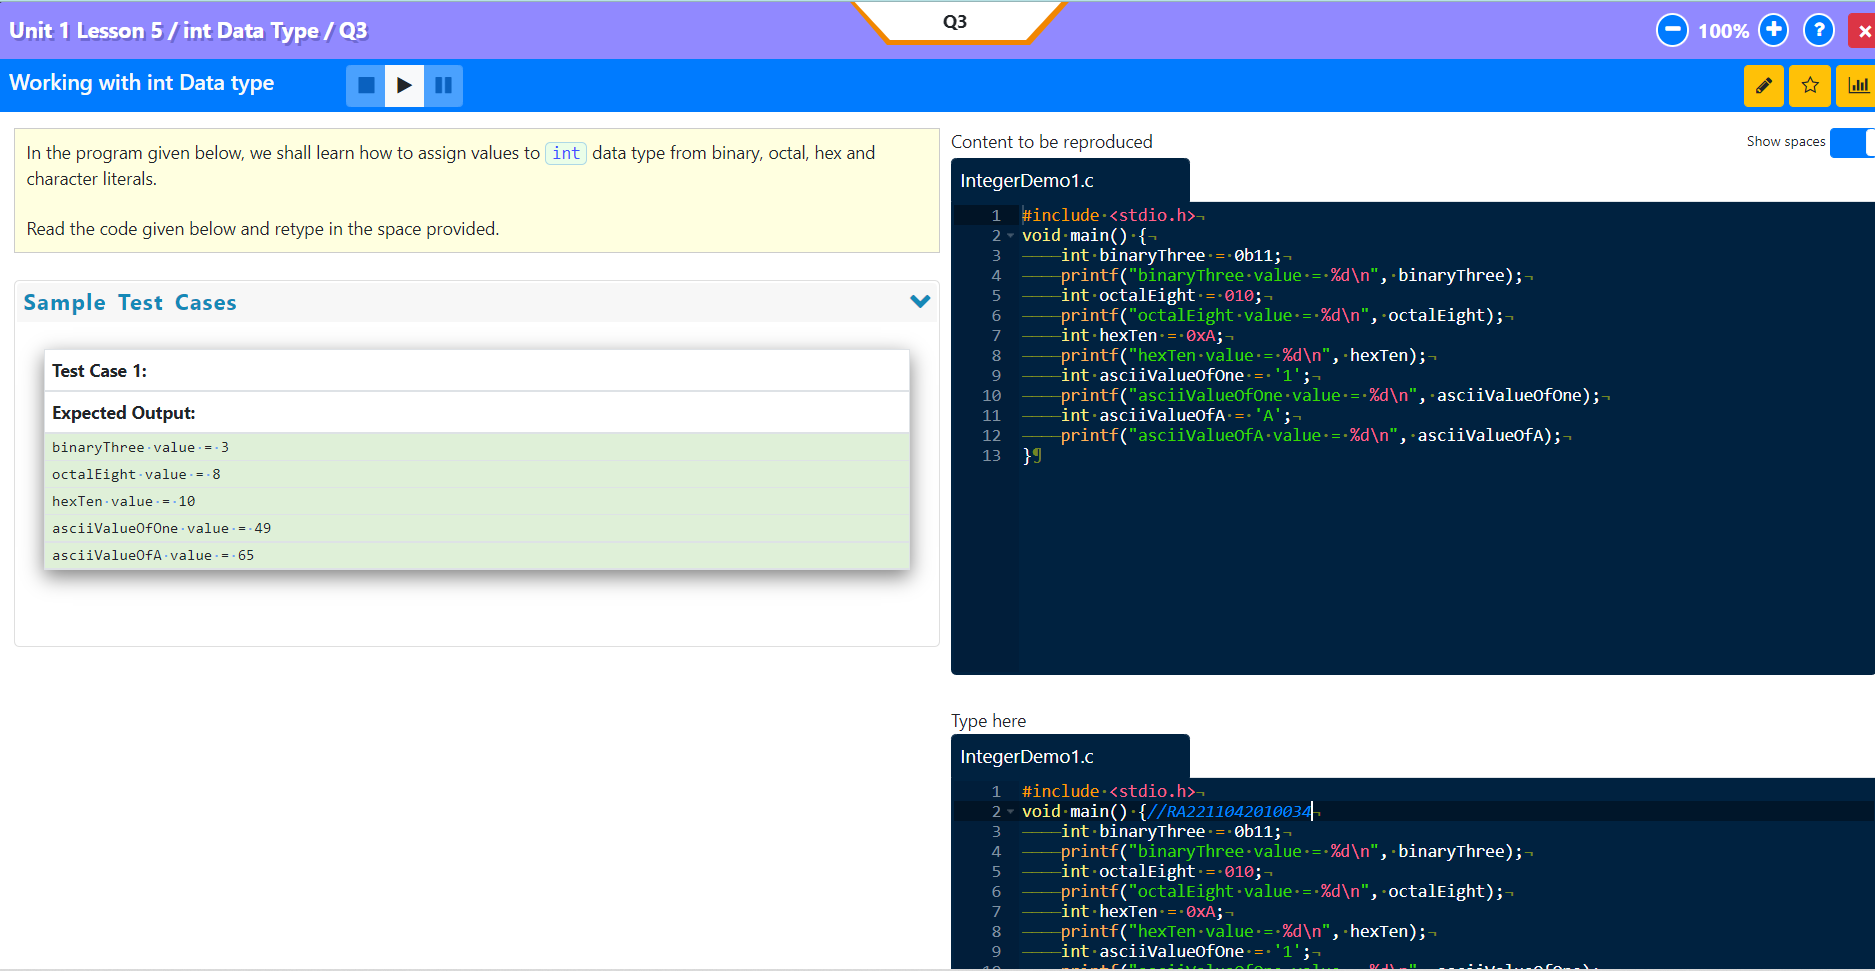 Unit 1 Lesson 5 / int Data Type / Q3
Q3
100%
?
Working with int Data type
In the program given below, we shall learn how to assign values to int data type from binary, octal, hex and
character literals.
Read the code given below and retype in the space provided.
Sample Test Cases
Test Case 1:
Expected Output:
binaryThree·value·=·3
octalEight·value·=·8
hexTen·value·=·10
asciiValueOfOne·value·=·49
asciiValueOfA·value·=·65
Content to be reproduced
Show spaces
IntegerDemo1.c
1 #include·<stdio.h>¬
2 void·main()·{¬
3 ————int·binaryThree·=·0b11;¬
4 ————printf("binaryThree·value·=·%d\n",·binaryThree);¬
5 ————int·octalEight·=·010;¬
6 ————printf("octalEight·value·=·%d\n",·octalEight);¬
7 ————int·hexTen·=·0xA;¬
8 ————printf("hexTen·value·=·%d\n",·hexTen);¬
9 ————int·asciiValueOfOne·=·'1';¬
10 ————printf("asciiValueOfOne·value·=·%d\n",·asciiValueOfOne);¬
11 ————int·asciiValueOfA·=·'A';¬
12 ————printf("asciiValueOfA·value·=·%d\n",·asciiValueOfA);¬
13 }¶
Type here
IntegerDemo1.c
1 #include·<stdio.h>¬
2 void·main()·{//RA2211042010034¬
3 ————int·binaryThree·=·0b11;¬
4 ————printf("binaryThree·value·=·%d\n",·binaryThree);¬
5 ————int·octalEight·=·010;¬
6 ————printf("octalEight·value·=·%d\n",·octalEight);¬
7 ————int·hexTen·=·0xA;¬
8 ————printf("hexTen·value·=·%d\n",·hexTen);¬
9 ————int·asciiValueOfOne·=·'1';¬